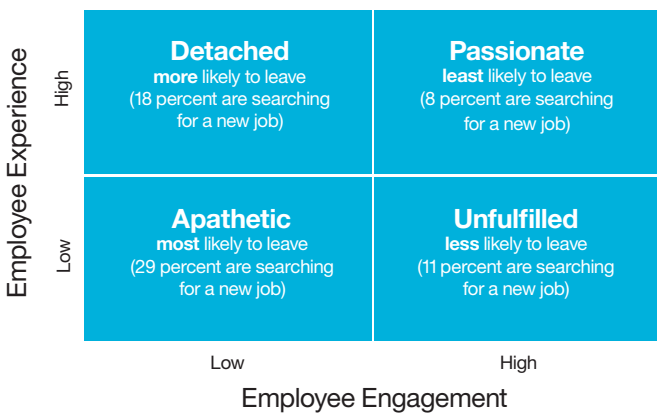 Employee Experience
High
Low
Detached
more likely to leave
(18 percent are searching
for a new job)
Passionate
least likely to leave
(8 percent are searching
for a new job)
Apathetic
most likely to leave
(29 percent are searching
for a new job)
Unfulfilled
less likely to leave
(11 percent are searching
for a new job)
Low
High
Employee Engagement